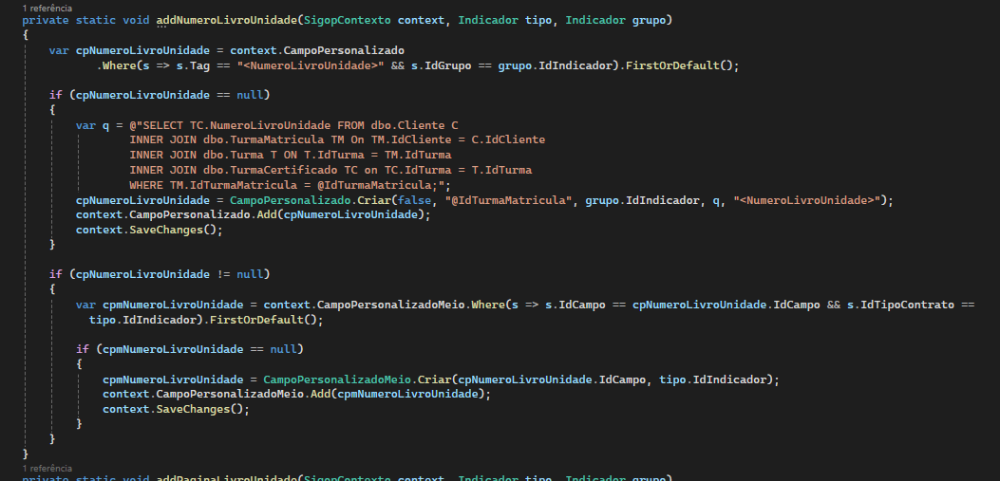 1 referência
private static void addNumeroLivroUnidade(SigopContexto context, Indicador tipo, Indicador grupo)
{
    var cpNumeroLivroUnidade = context.CampoPersonalizado
            .Where(s => s.Tag == "<NumeroLivroUnidade>" && s.IdGrupo == grupo.IdIndicador).FirstOrDefault();

    if (cpNumeroLivroUnidade == null)
    {
        var q = @"SELECT TC.NumeroLivroUnidade FROM dbo.Cliente C
                INNER JOIN dbo.TurmaMatricula TM On TM.IdCliente = C.IdCliente
                INNER JOIN dbo.Turma T ON T.IdTurma = TM.IdTurma
                INNER JOIN dbo.TurmaCertificado TC on TC.IdTurma = T.IdTurma
                WHERE TM.IdTurmaMatricula = @IdTurmaMatricula;";
        cpNumeroLivroUnidade = CampoPersonalizado.Criar(false, "@IdTurmaMatricula", grupo.IdIndicador, q, "<NumeroLivroUnidade>");
        context.CampoPersonalizado.Add(cpNumeroLivroUnidade);
        context.SaveChanges();
    }

    if (cpNumeroLivroUnidade != null)
    {
        var cpmNumeroLivroUnidade = context.CampoPersonalizadoMeio.Where(s => s.IdCampo == cpNumeroLivroUnidade.IdCampo && s.IdTipoContrato ==
          tipo.IdIndicador).FirstOrDefault();

        if (cpmNumeroLivroUnidade == null)
        {
            cpmNumeroLivroUnidade = CampoPersonalizadoMeio.Criar(cpNumeroLivroUnidade.IdCampo, tipo.IdIndicador);
            context.CampoPersonalizadoMeio.Add(cpmNumeroLivroUnidade);
            context.SaveChanges();
        }
    }
}
1 referência
private static void addPaginaLivroUnidade(SigopContexto context, Indicador tipo, Indicador grupo)